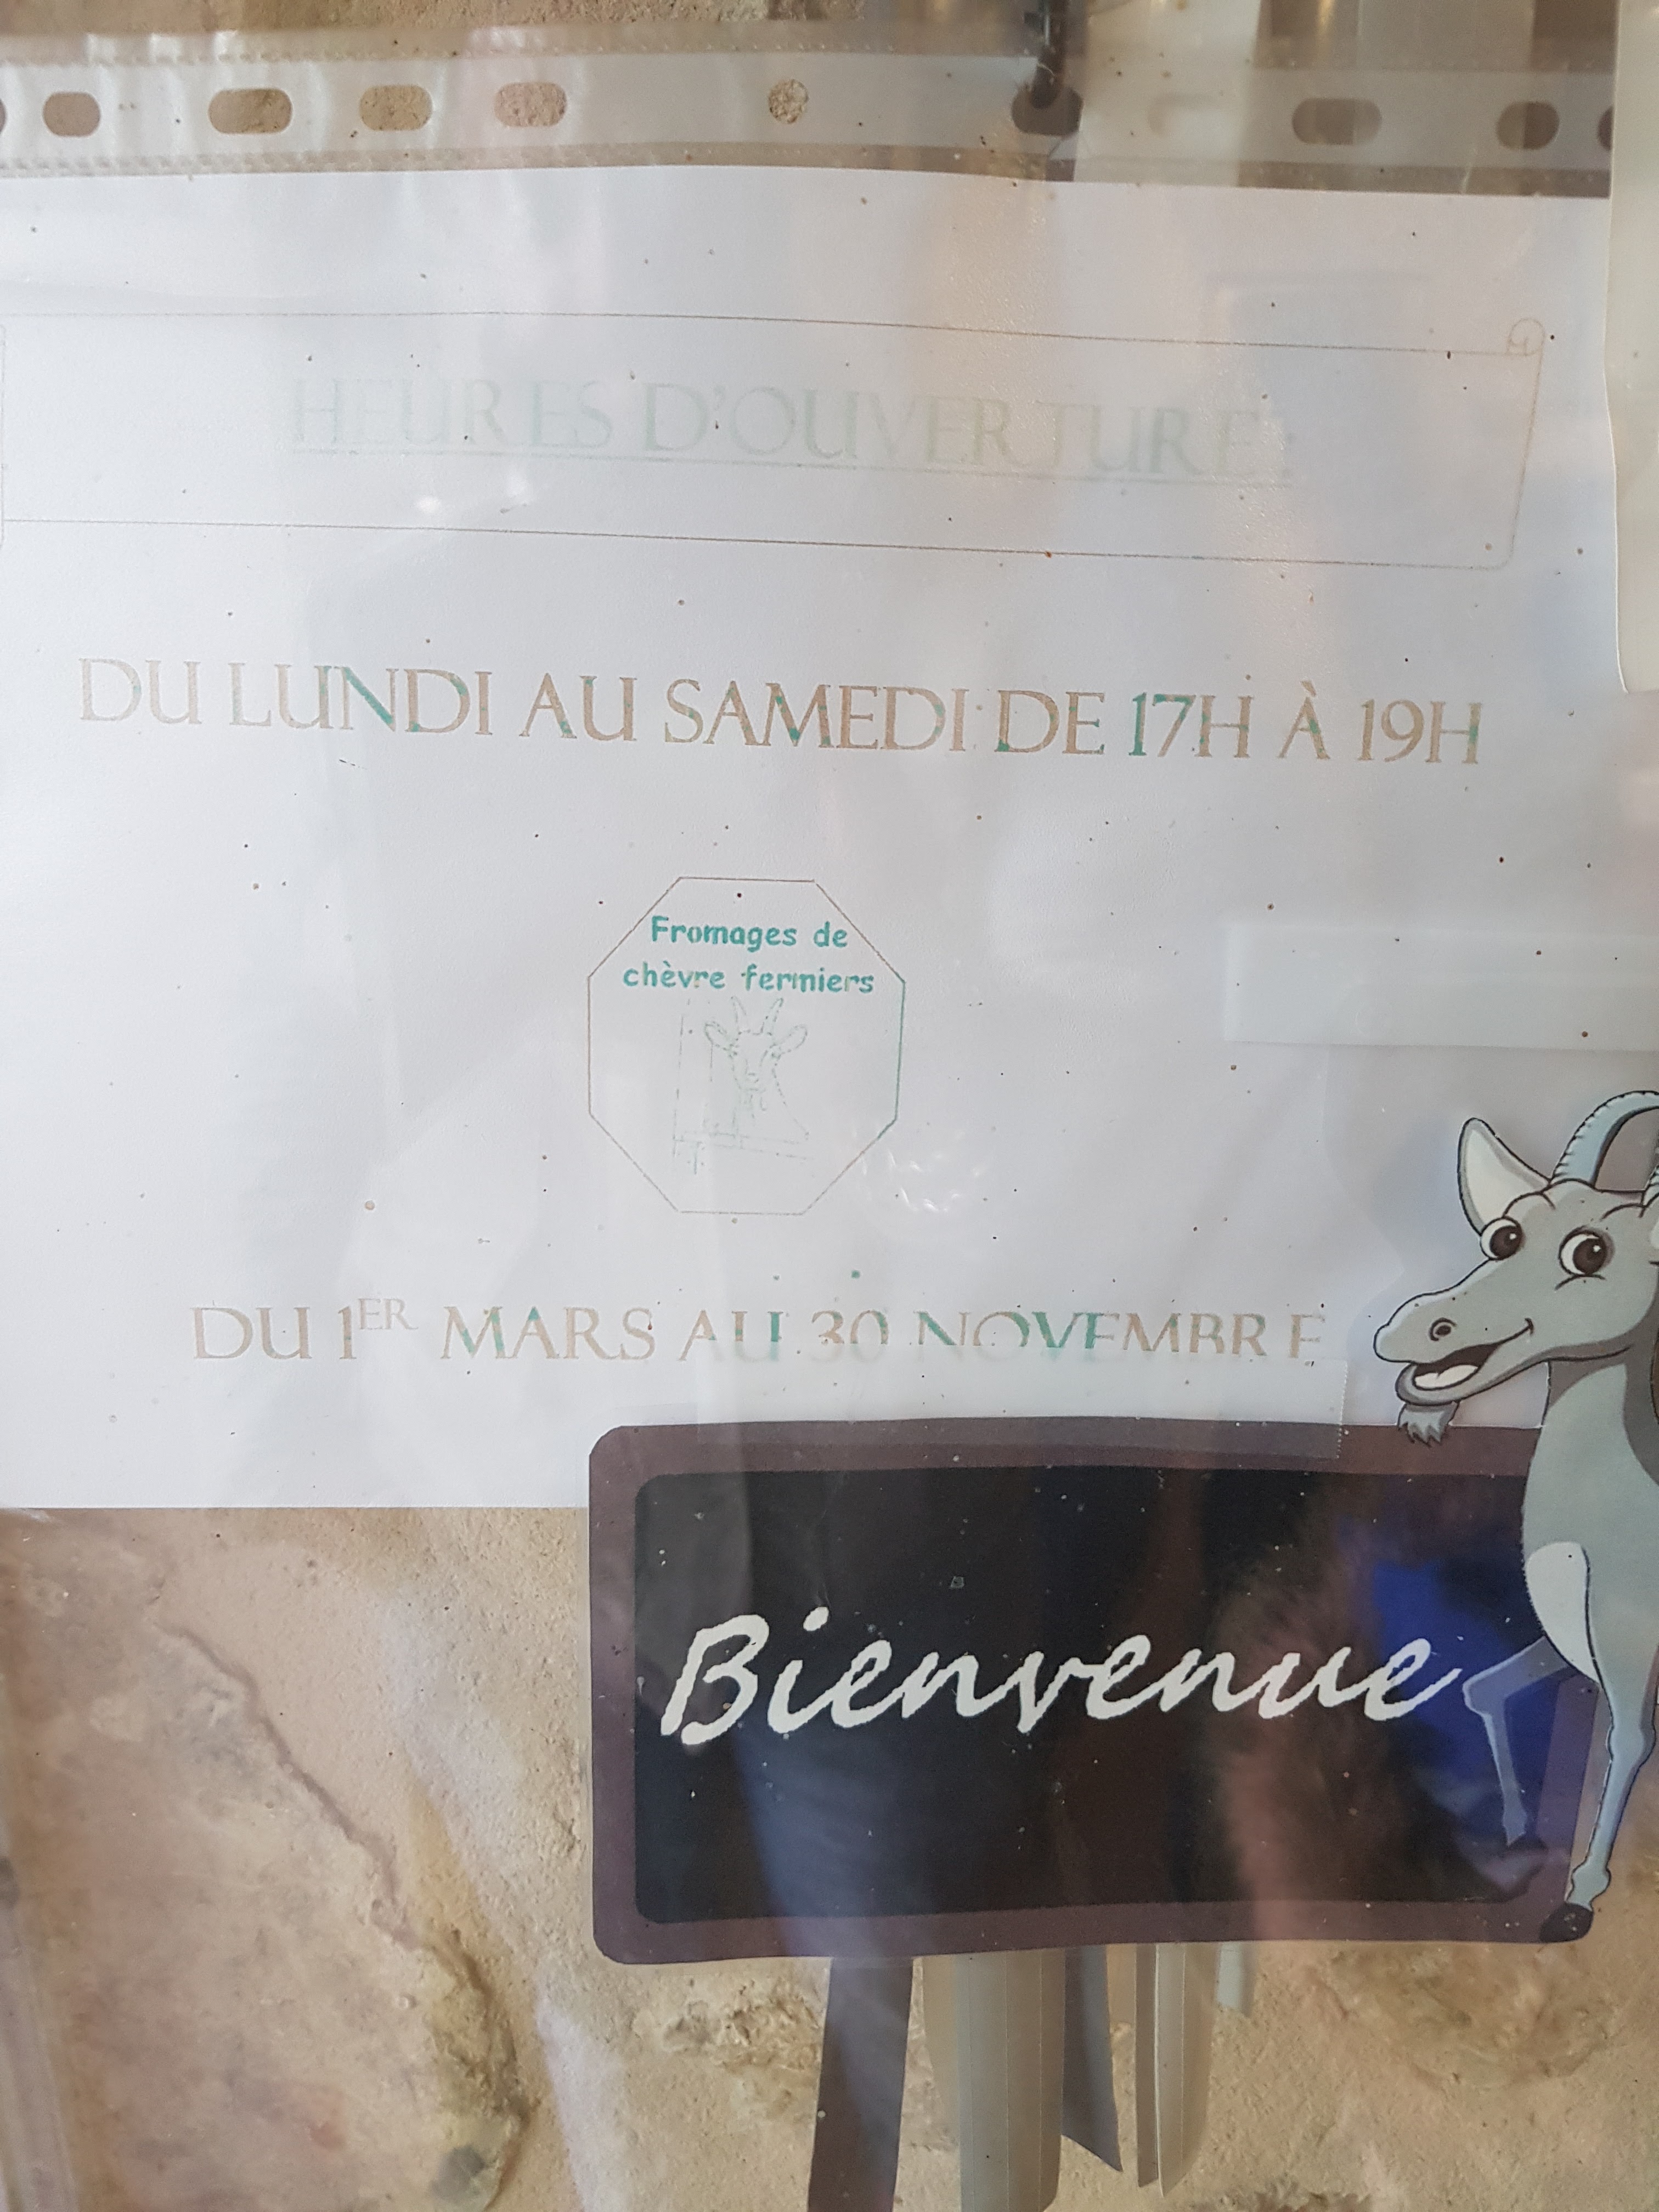 HEURES D'OUVERTURE :
DU LUNDI AU SAMEDI DE 17H À 19H
Fromages de
chèvre fermiers
DU 1ER MARS AU 30 NOVEMBRE
Bienvenue